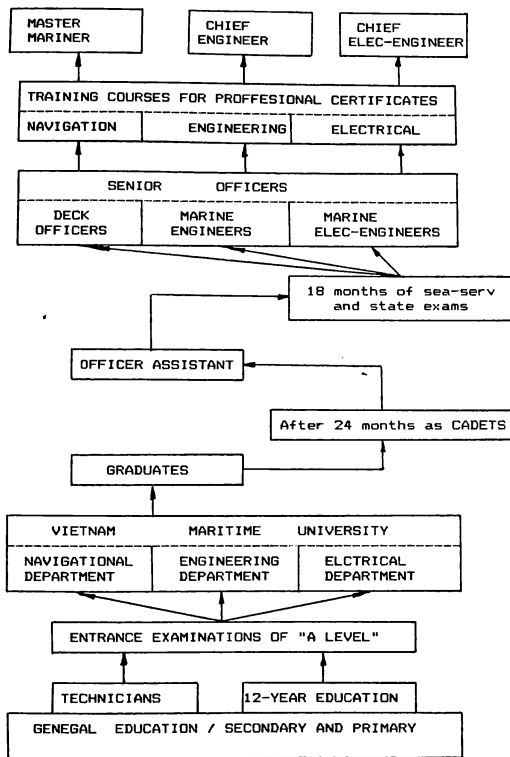 MASTER
MARINER
CHIEF
ENGINEER
CHIEF
ELEC-ENGINEER
TRAINING COURSES FOR PROFFESIONAL CERTIFICATES
NAVIGATION ENGINEERING ELECTRICAL
SENIOR OFFICERS
DECK
OFFICERS
MARINE
ENGINEERS
MARINE
ELEC-ENGINEERS
18 months of sea-serv
and state exams
OFFICER ASSISTANT
After 24 months as CADETS
GRADUATES
VIETNAM MARITIME UNIVERSITY
NAVIGATIONAL
DEPARTMENT
ENGINEERING
DEPARTMENT
ELCTRICAL
DEPARTMENT
ENTRANCE EXAMINATIONS OF "A LEVEL"
TECHNICIANS
12-YEAR EDUCATION
GENEGAL EDUCATION / SECONDARY AND PRIMARY